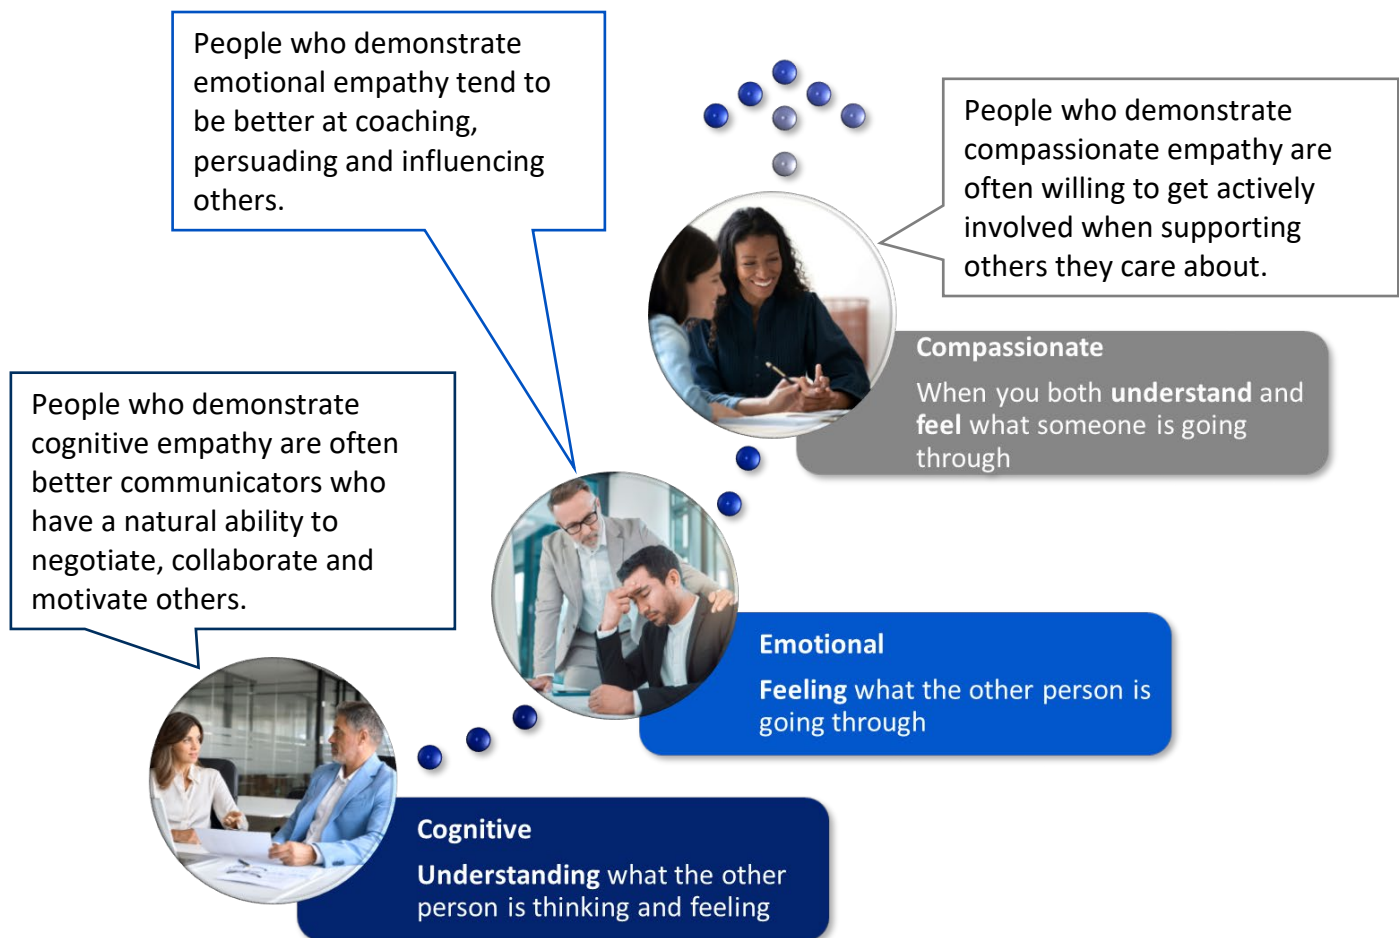 People who demonstrate
emotional empathy tend to
be better at coaching,
persuading and influencing
others.
People who demonstrate
compassionate empathy are
often willing to get actively
involved when supporting
others they care about.
Compassionate
When you both understand and
feel what someone is going
through
People who demonstrate
cognitive empathy are often
better communicators who
have a natural ability to
negotiate, collaborate and
motivate others.
Emotional
Feeling what the other person is
going through
Cognitive
Understanding what the other
person is thinking and feeling